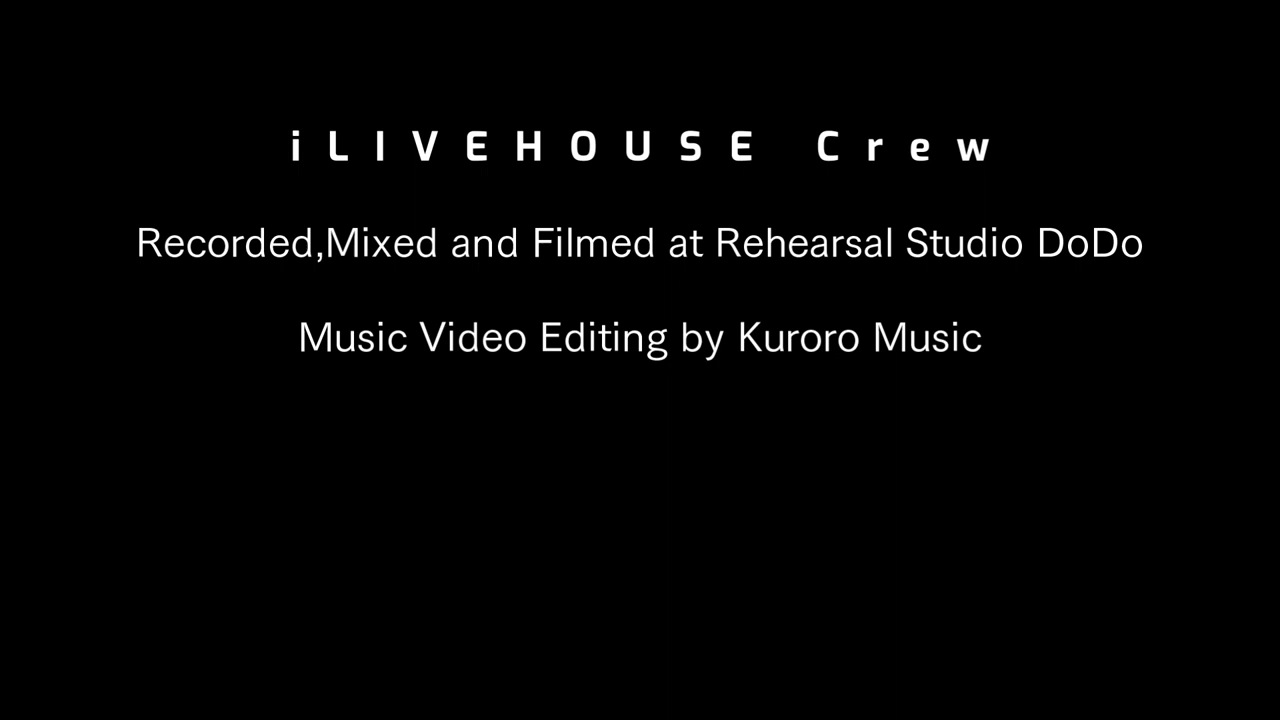 iLIVEHOUSE Crew
Recorded,Mixed and Filmed at Rehearsal Studio DoDo
Music Video Editing by Kuroro Music